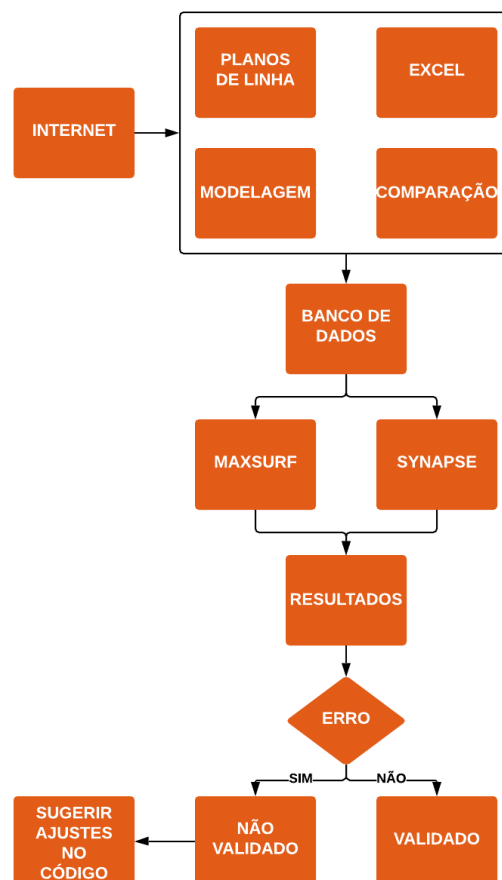 PLANOS
DE LINHA
EXCEL
INTERNET
MODELAGEM
COMPARAÇÃO
BANCO DE
DADOS
MAXSURF
SYNAPSE
RESULTADOS
ERRO
SIM
NÃO
SUGERIR
AJUSTES
NO
CÓDIGO
NÃO
VALIDADO
VALIDADO